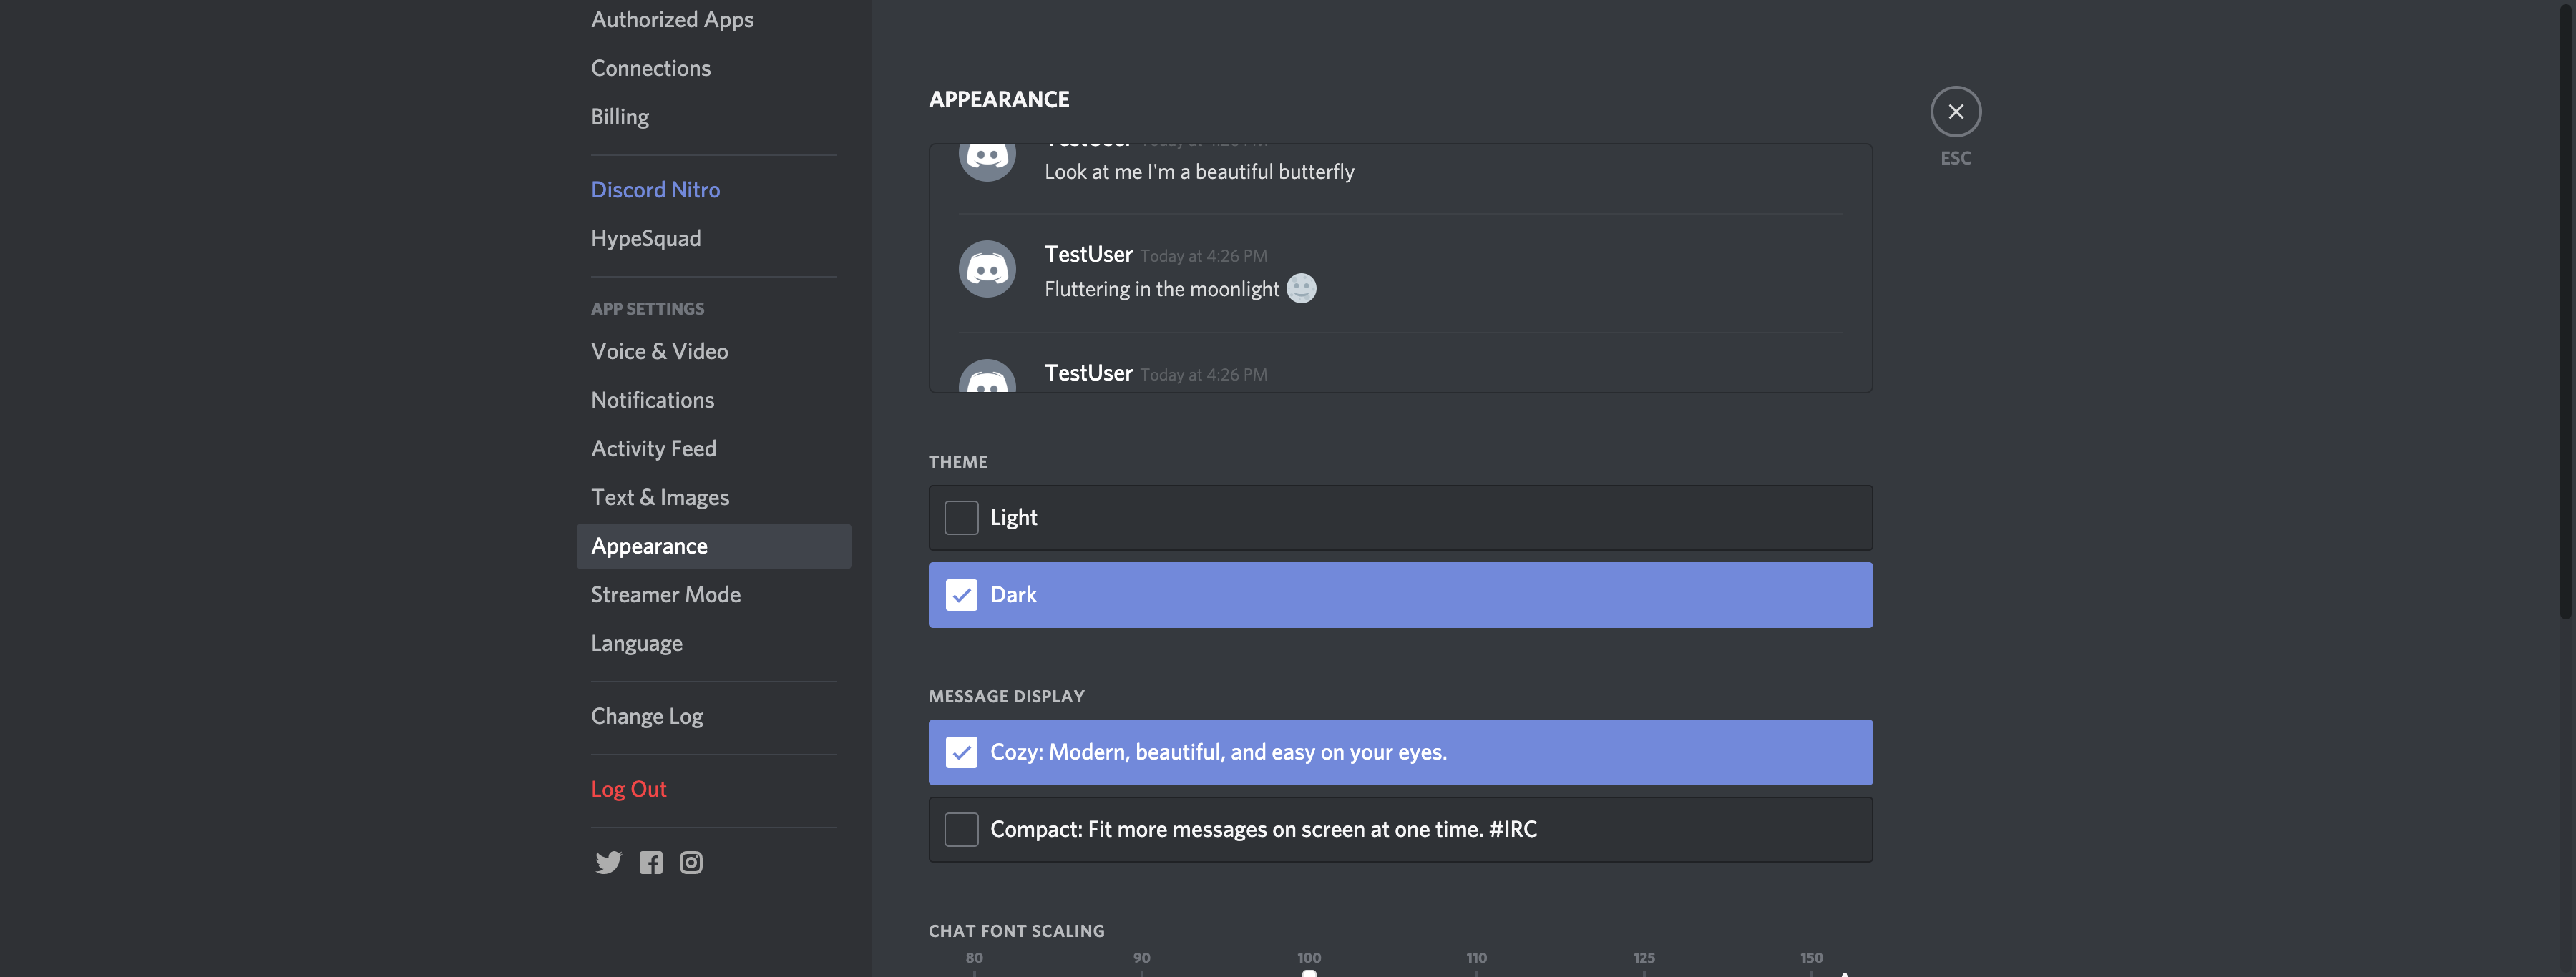 Authorized Apps
Connections
Billing
Discord Nitro
HypeSquad
APP SETTINGS
Voice & Video
Notifications
Activity Feed
Text & Images
Appearance
Streamer Mode
Language
Change Log
Log Out
APPEARANCE
Look at me I'm a beautiful butterfly
TestUser Today at 4:26 PM
Fluttering in the moonlight
TestUser Today at 4:26 PM
THEME
Light
Dark
MESSAGE DISPLAY
Cozy: Modern, beautiful, and easy on your eyes.
Compact: Fit more messages on screen at one time. #IRC
CHAT FONT SCALING
80 90 100 110 125 150
ESC